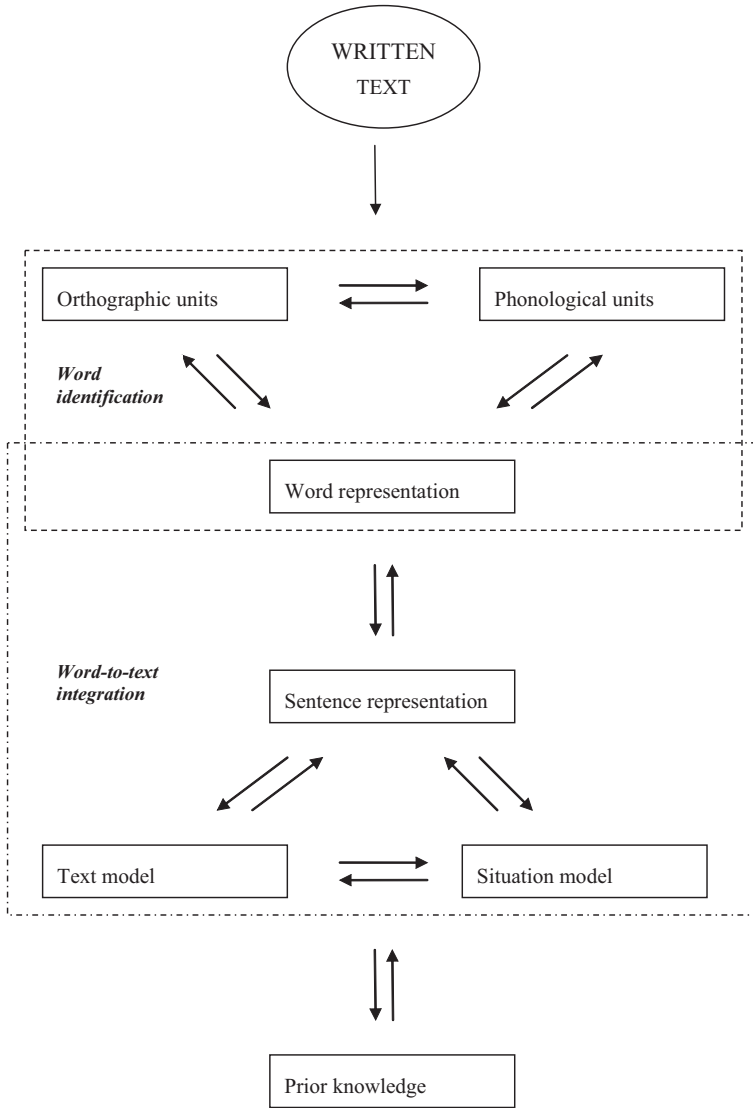 WRITTEN
TEXT
Orthographic units
Phonological units
Word
identification
Word representation
Word-to-text
integration
Sentence representation
Text model
Situation model
Prior knowledge